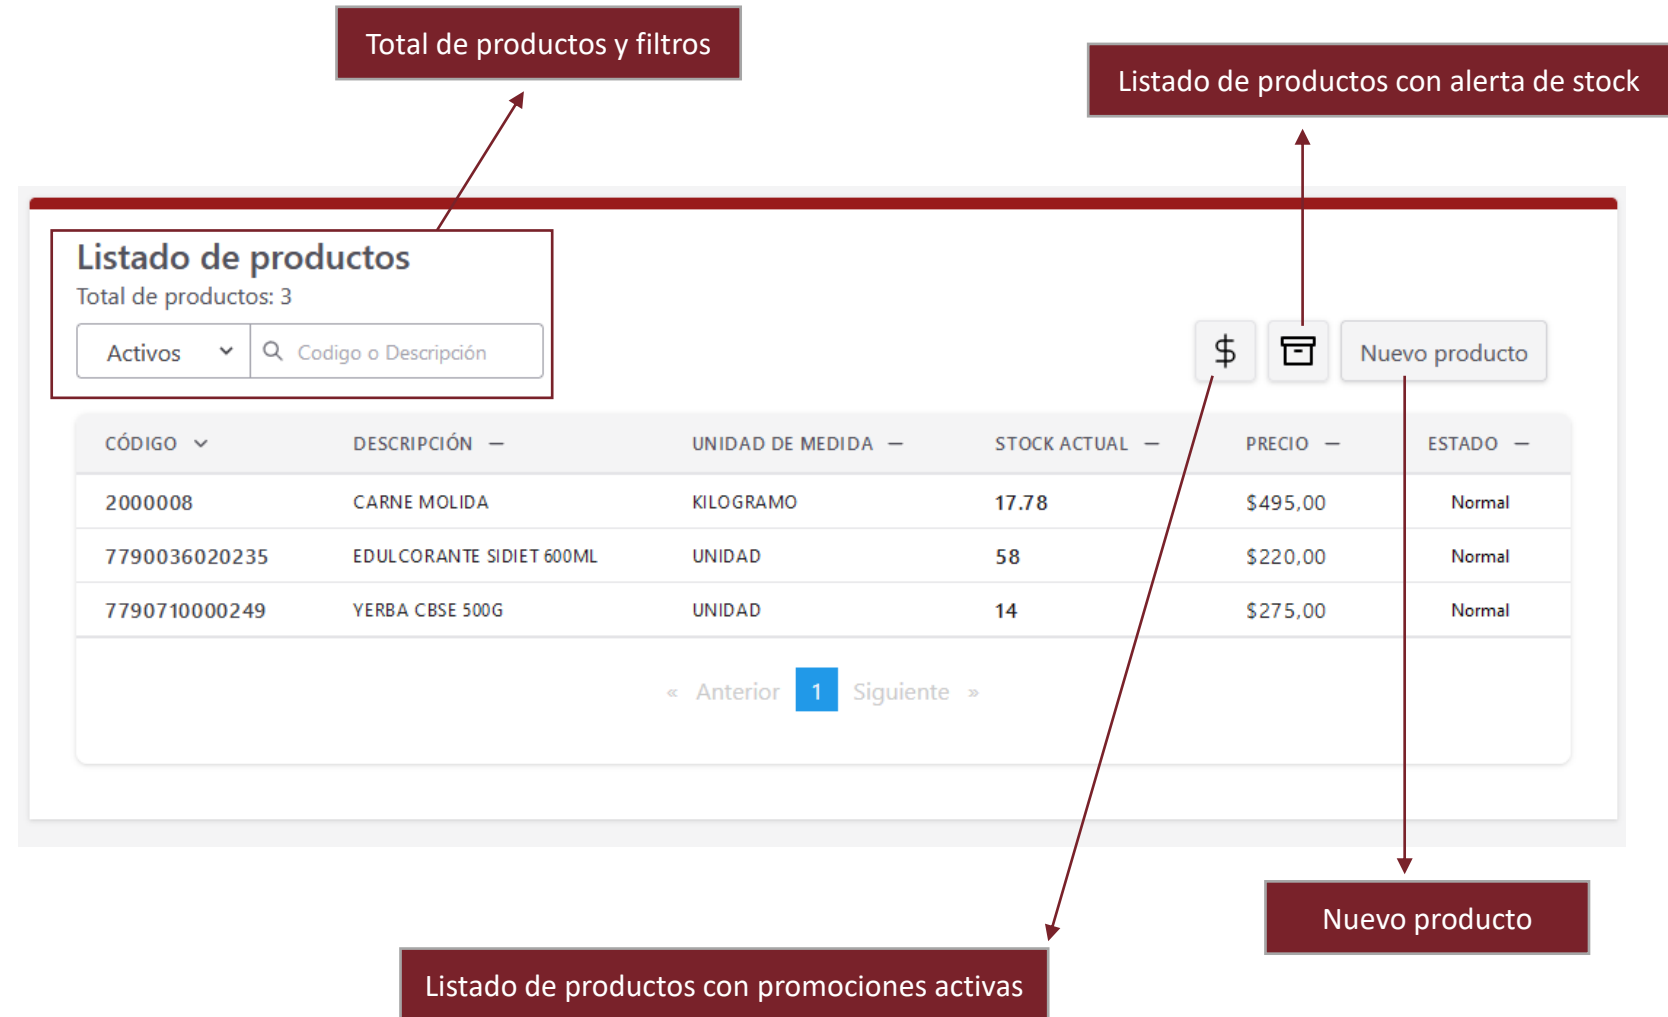 Total de productos y filtros
Listado de productos con alerta de stock
Listado de productos
Total de productos: 3
Activos Codigo o Descripción
$ Nuevo producto
CÓDIGO DESCRIPCIÓN UNIDAD DE MEDIDA STOCK ACTUAL PRECIO ESTADO
2000008 CARNE MOLIDA KILOGRAMO 17.78 $495,00 Normal
7790036020235 EDULCORANTE SIDIET 600ML UNIDAD 58 $220,00 Normal
7790710000249 YERBA CBSE 500G UNIDAD 14 $275,00 Normal
« Anterior 1 Siguiente »
Nuevo producto
Listado de productos con promociones activas